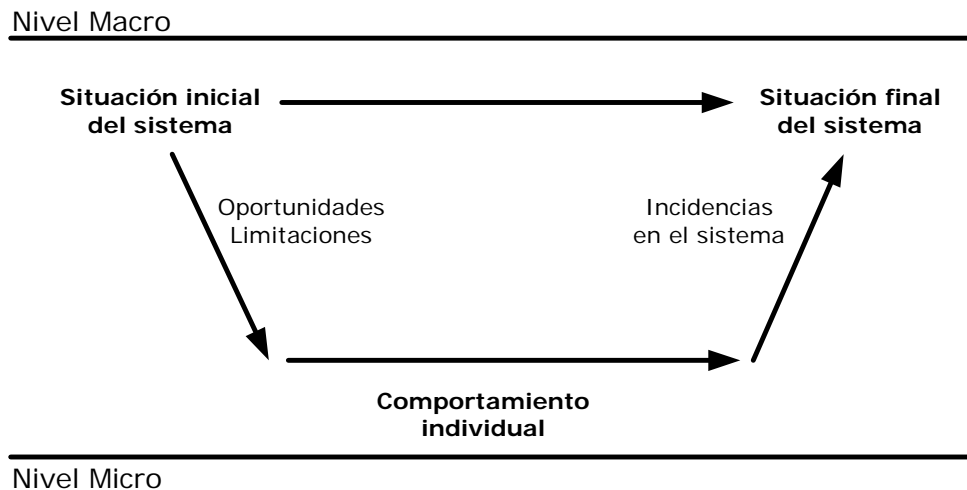 Nivel Macro
Situación inicial
del sistema
Situación final
del sistema
Oportunidades
Limitaciones
Incidencias
en el sistema
Comportamiento
individual
Nivel Micro